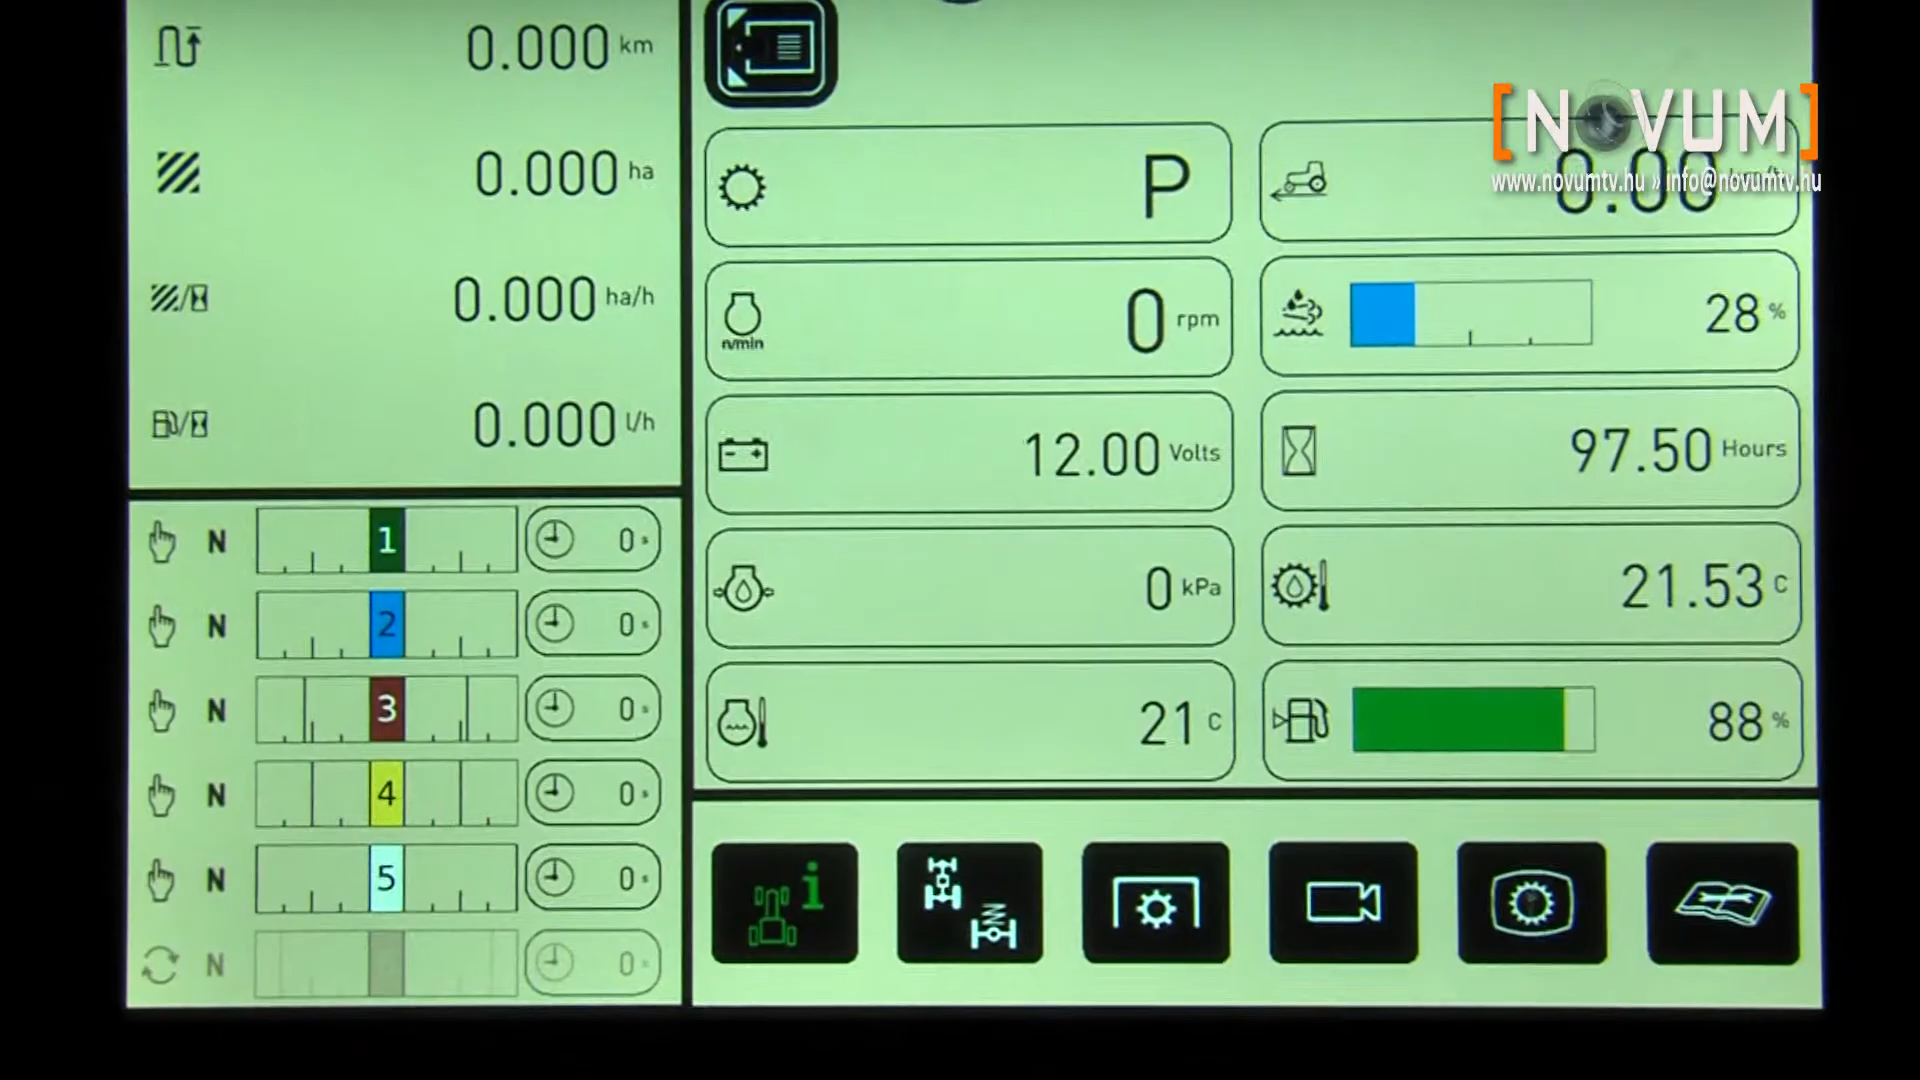 0.000 km
0.000 ha
0.000 ha/h
0.000 l/h
[NOVUM]
www.novumtv.hu » info@novumtv.hu
P
0.00
n/min
0 rpm
28 %
12.00 Volts
97.50 Hours
0 kPa
21.53 C
21 C
88 %
N 1 0 s
N 2 0 s
N 3 0 s
N 4 0 s
N 5 0 s
N 0 s
i